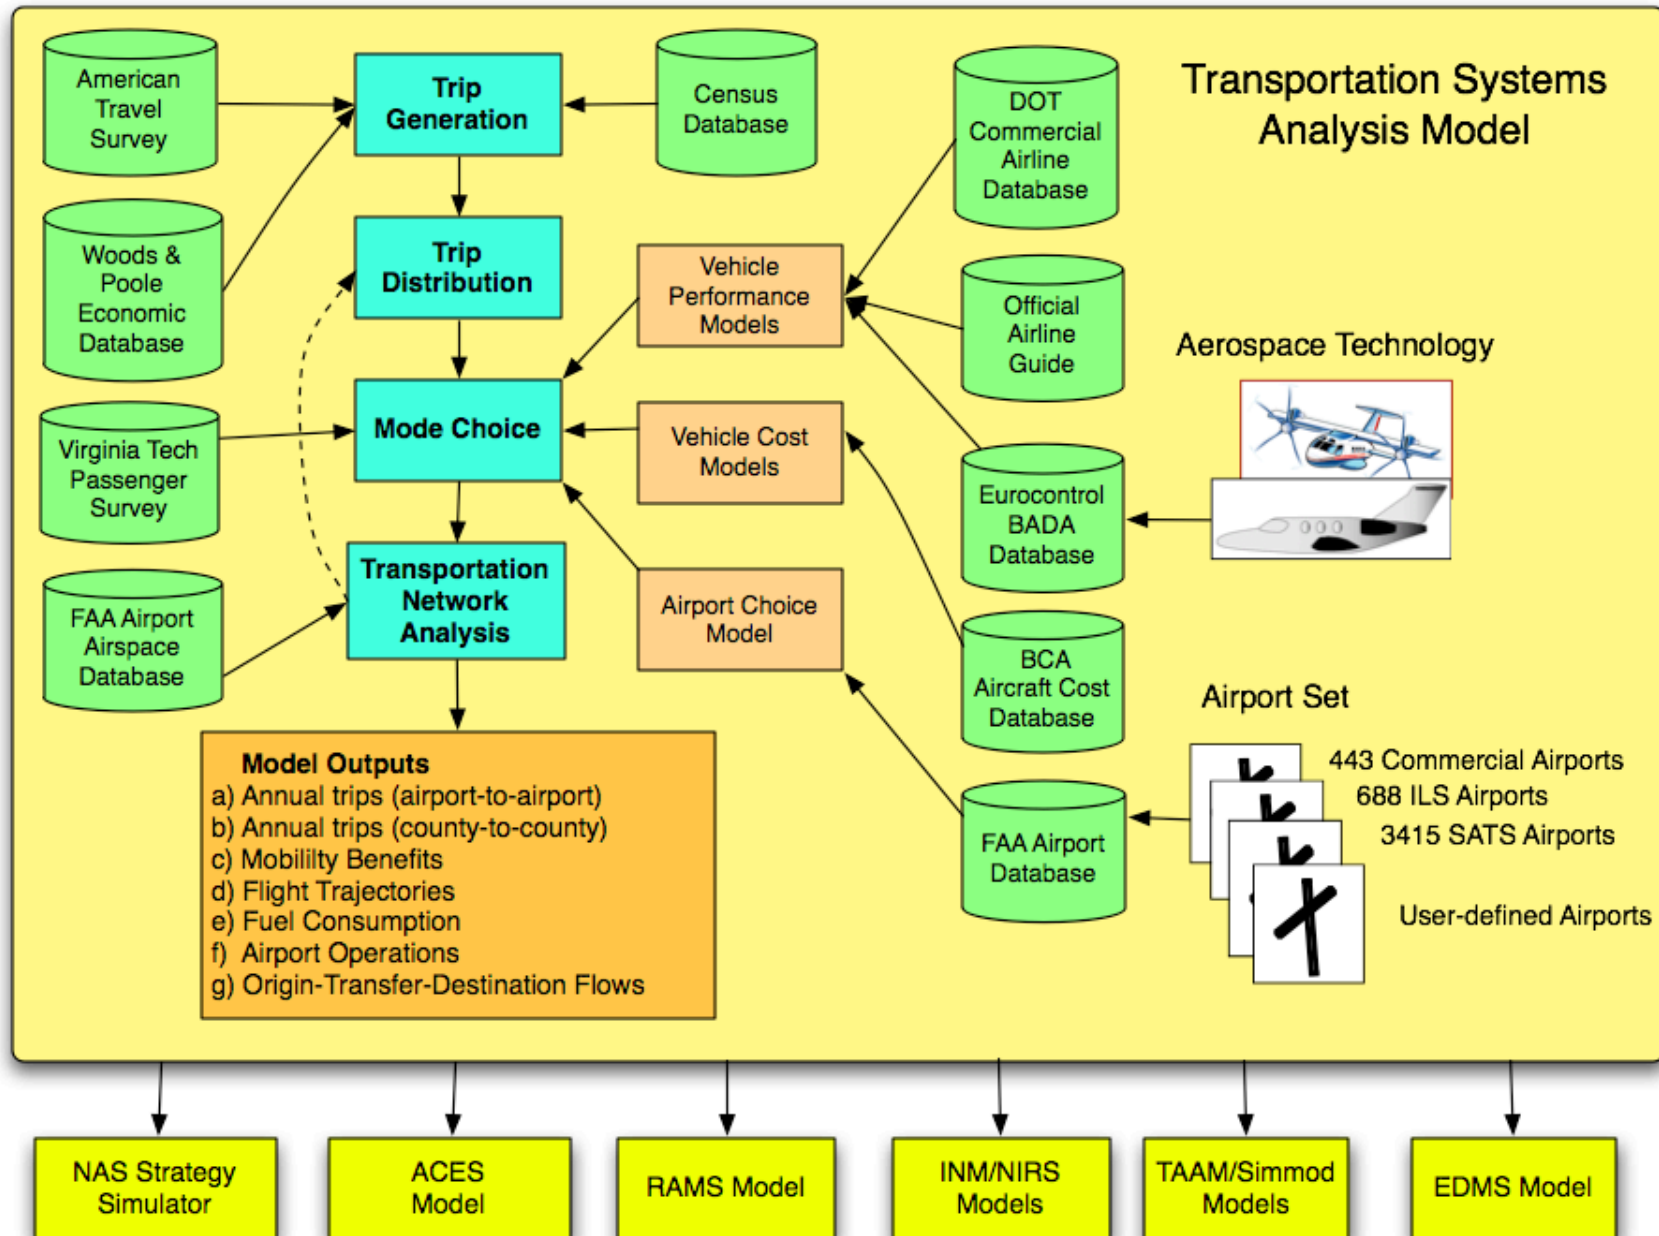 Transportation Systems
Analysis Model
American
Travel
Survey
Trip
Generation
Census
Database
DOT
Commercial
Airline
Database
Woods &
Poole
Economic
Database
Trip
Distribution
Vehicle
Performance
Models
Official
Airline
Guide
Aerospace Technology
Virginia Tech
Passenger
Survey
Mode Choice
Vehicle Cost
Models
Eurocontrol
BADA
Database
FAA Airport
Airspace
Database
Transportation
Network
Analysis
Airport Choice
Model
BCA
Aircraft Cost
Database
Airport Set
443 Commercial Airports
688 ILS Airports
3415 SATS Airports
User-defined Airports
FAA Airport
Database
Model Outputs
a) Annual trips (airport-to-airport)
b) Annual trips (county-to-county)
c) Mobililty Benefits
d) Flight Trajectories
e) Fuel Consumption
f) Airport Operations
g) Origin-Transfer-Destination Flows
NAS Strategy
Simulator
ACES
Model
RAMS Model
INM/NIRS
Models
TAAM/Simmod
Models
EDMS Model